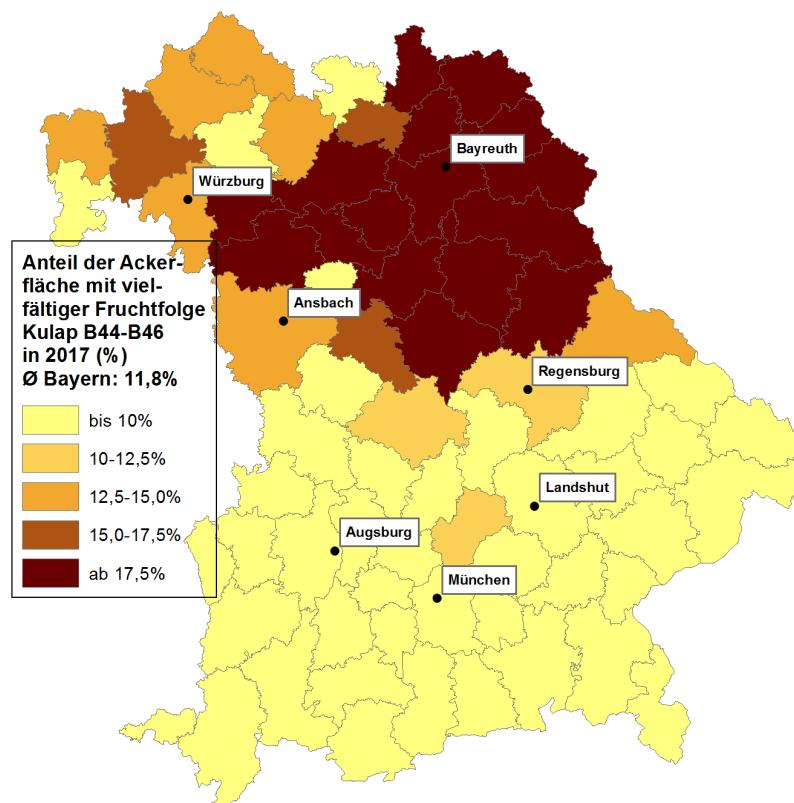 Bayreuth
Würzburg
Anteil der Acker-
fläche mit viel-
fältiger Fruchtfolge
Kulap B44-B46
in 2017 (%)
Ø Bayern: 11,8%
bis 10%
10-12,5%
12,5-15,0%
15,0-17,5%
ab 17,5%
Ansbach
Regensburg
Landshut
Augsburg
München